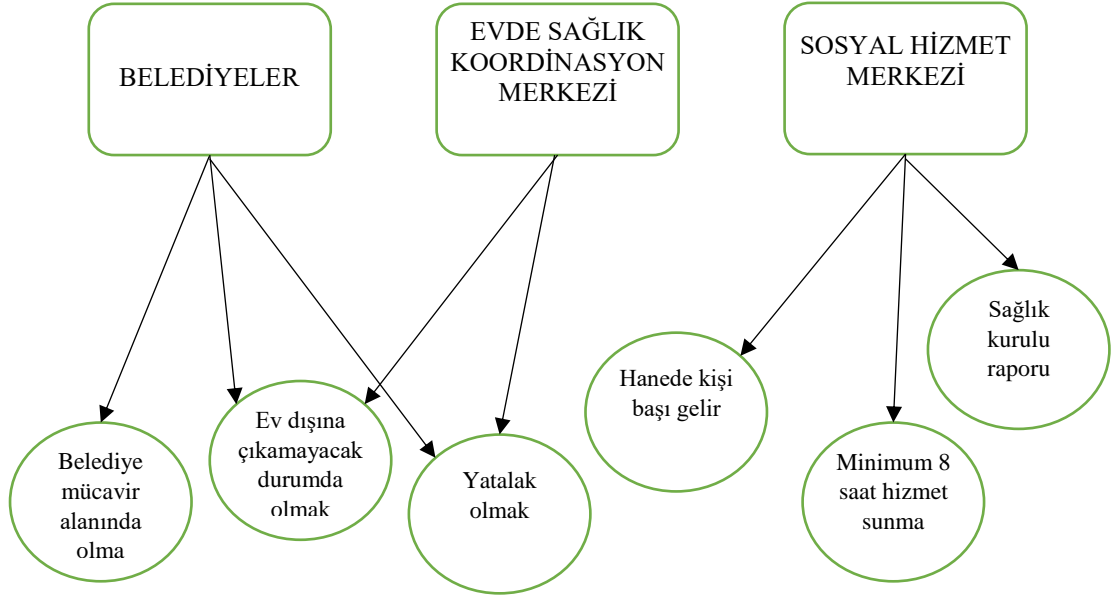 BELEDİYELER
EVDE SAĞLIK
KOORDİNASYON
MERKEZİ
SOSYAL HİZMET
MERKEZİ
Belediye
mücavir
alanında
olma
Ev dışına
çıkamayacak
durumda
olmak
Yatalak
olmak
Hanede kişi
başı gelir
Minimum 8
saat hizmet
sunma
Sağlık
kurulu
raporu